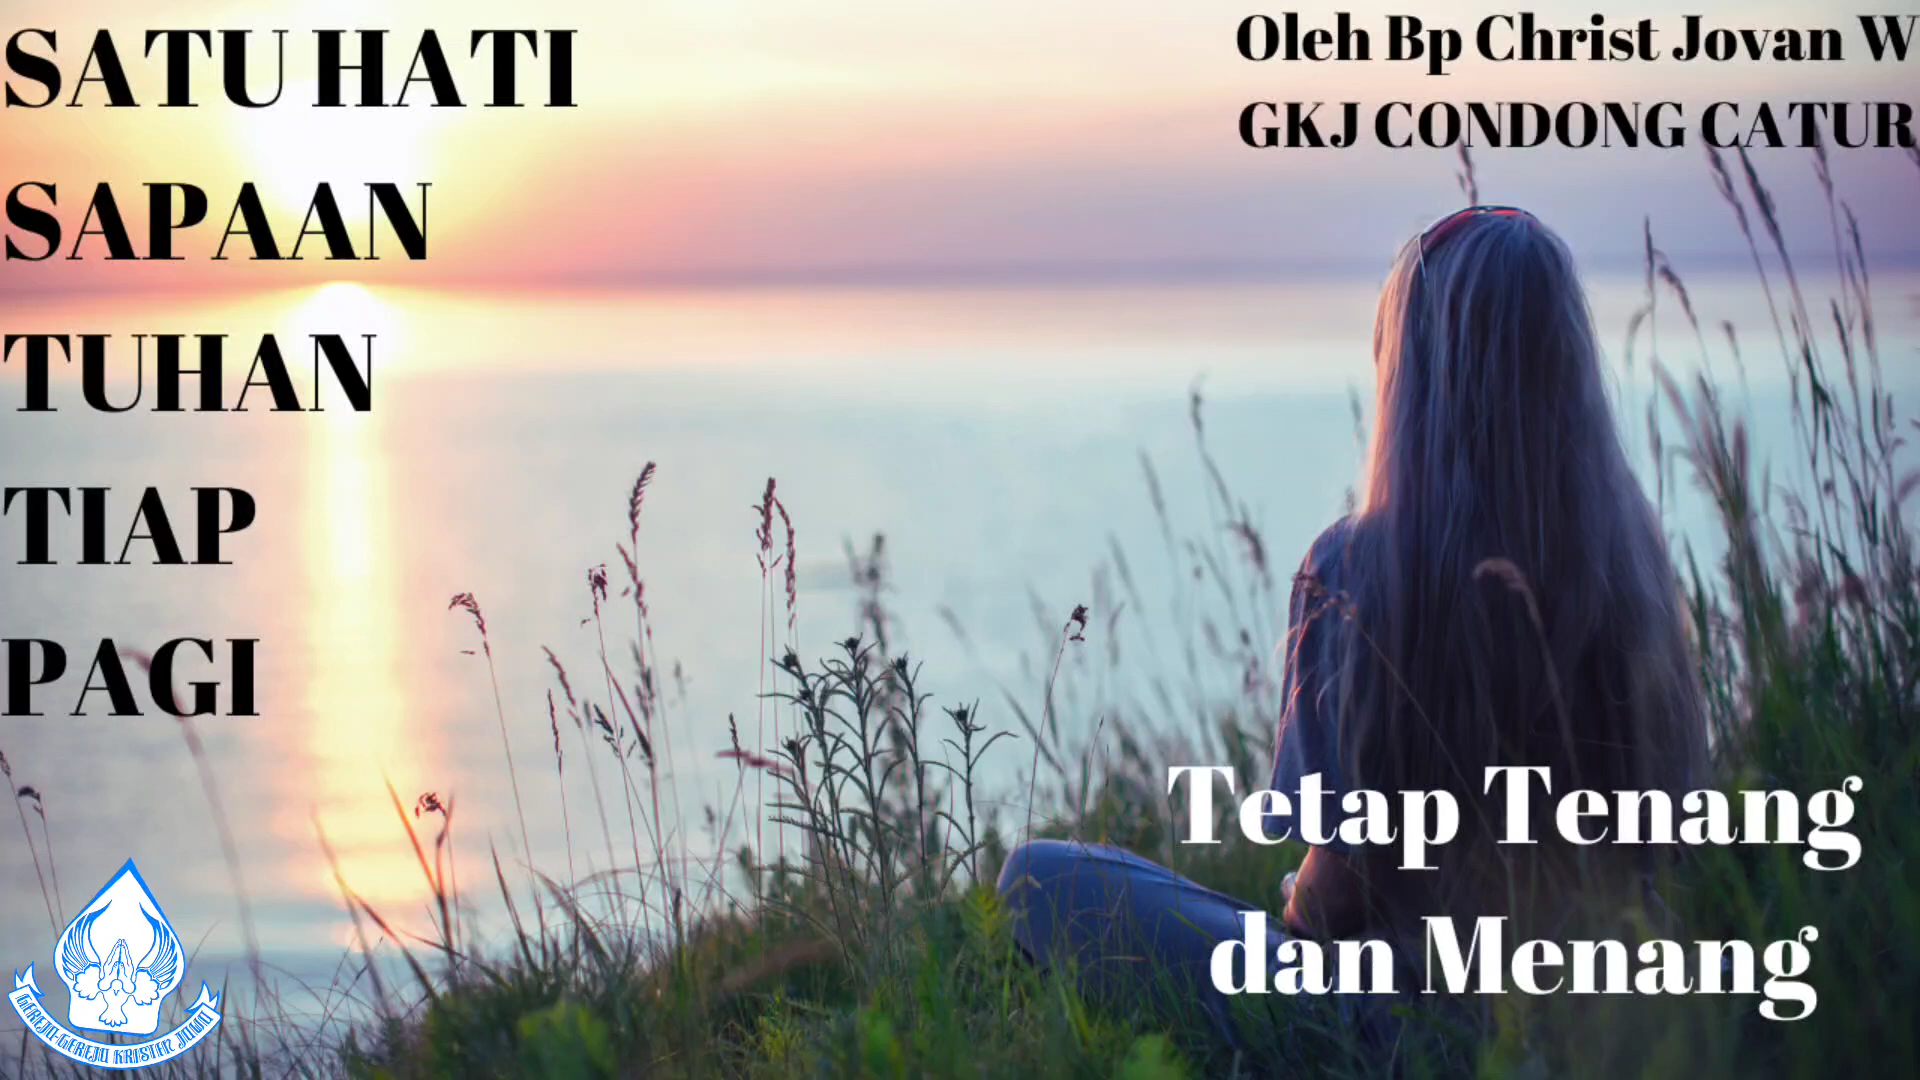 SATU HATI
SAPAAN
TUHAN
TIAP
PAGI
Oleh Bp Christ Jovan W
GKJ CONDONG CATUR
Tetap Tenang
dan Menang
GEREJA-GEREJA KRISTEN JAWA